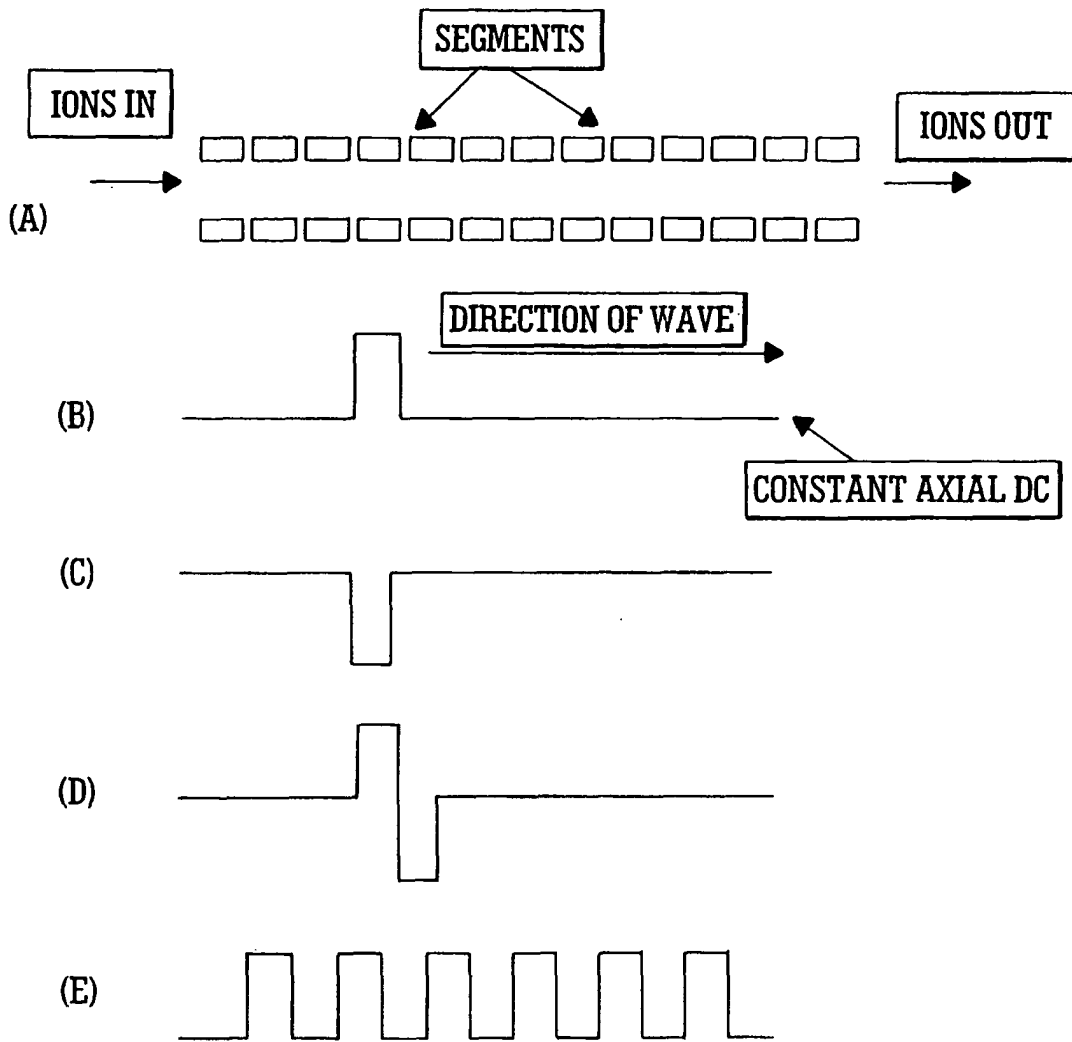 SEGMENTS
IONS IN
IONS OUT
(A)
DIRECTION OF WAVE
(B)
CONSTANT AXIAL DC
(C)
(D)
(E)